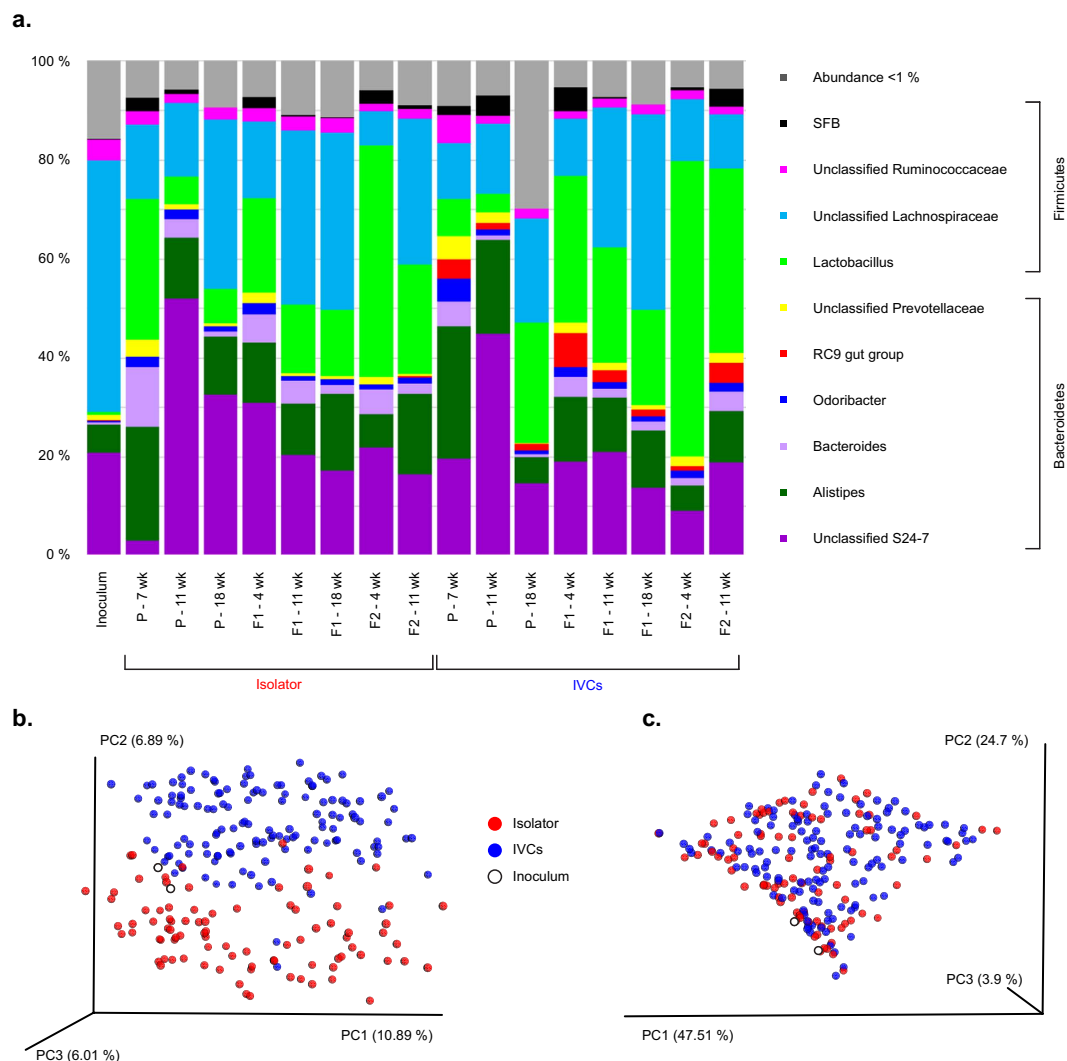 a.
100 %
80 %
60 %
40 %
20 %
0 %
Inoculum
P - 7 wk
P - 11 wk
P - 18 wk
F1 - 4 wk
F1 - 11 wk
F1 - 18 wk
F2 - 4 wk
F2 - 11 wk
P - 7 wk
P - 11 wk
P - 18 wk
F1 - 4 wk
F1 - 11 wk
F1 - 18 wk
F2 - 4 wk
F2 - 11 wk
Isolator
IVCs
Abundance <1 %
SFB
Unclassified Ruminococcaceae
Unclassified Lachnospiraceae
Lactobacillus
Unclassified Prevotellaceae
RC9 gut group
Odoribacter
Bacteroides
Alistipes
Unclassified S24-7
Firmicutes
Bacteroidetes
b.
PC2 (6.89 %)
PC1 (10.89 %)
PC3 (6.01 %)
Isolator
IVCs
Inoculum
c.
PC2 (24.7 %)
PC3 (3.9 %)
PC1 (47.51 %)